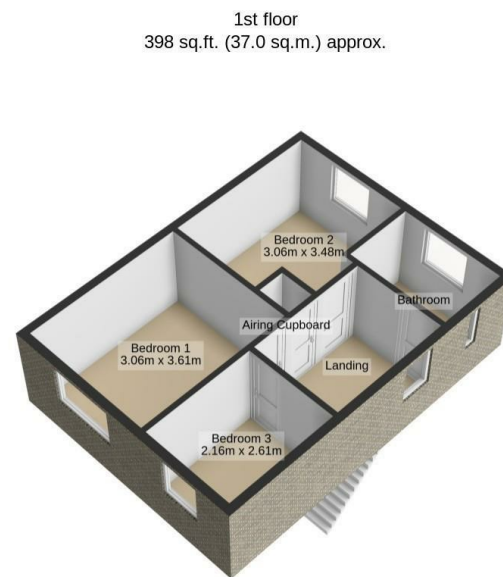 1st floor
398 sq.ft. (37.0 sq.m.) approx.
Bedroom 2
3.06m x 3.48m
Bathroom
Airing Cupboard
Bedroom 1
3.06m x 3.61m
Landing
Bedroom 3
2.16m x 2.61m